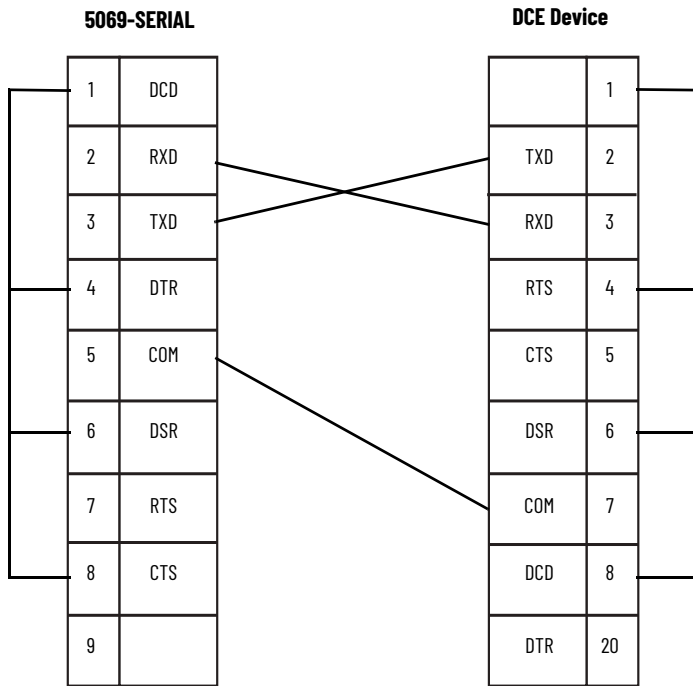 5069-SERIAL DCE Device
1 DCD 1
2 RXD TXD 2
3 TXD RXD 3
4 DTR RTS 4
5 COM CTS 5
6 DSR DSR 6
7 RTS COM 7
8 CTS DCD 8
9 DTR 20